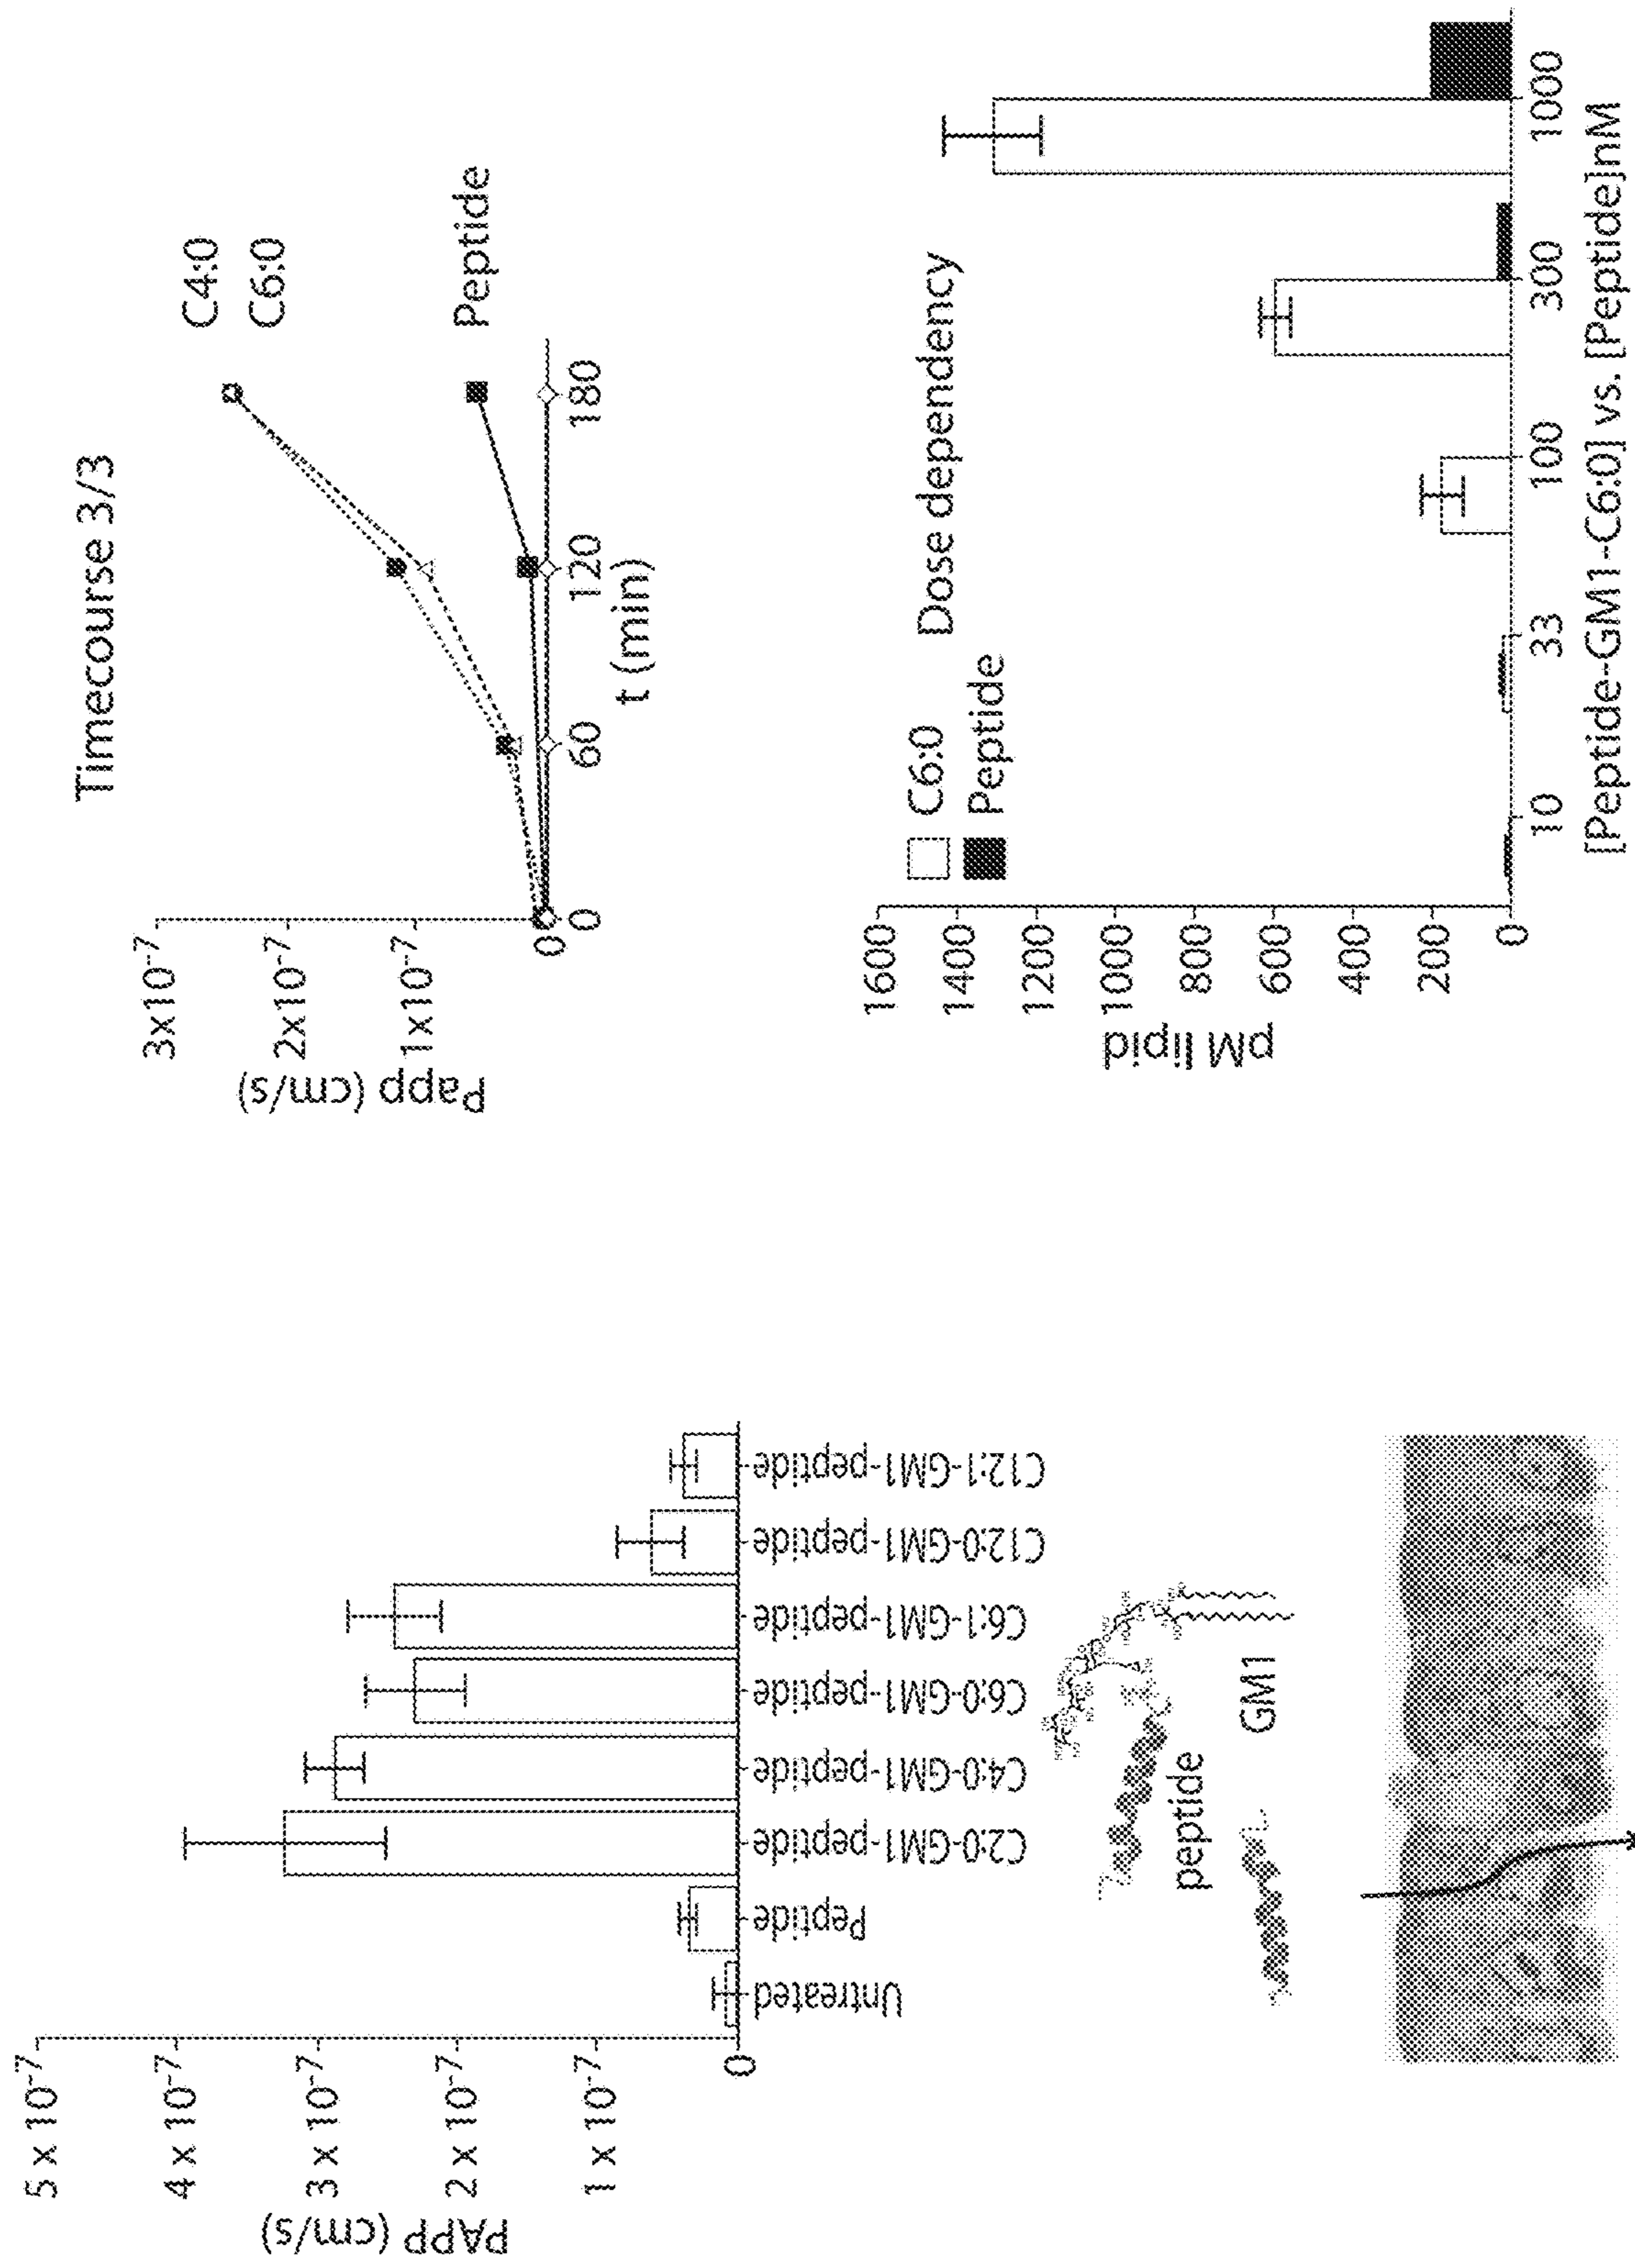 PAPP (cm/s)
5 x 10-7
4 x 10-7
3 x 10-7
2 x 10-7
1 x 10-7
0
Untreated
Peptide
C2:0-GM1-peptide
C4:0-GM1-peptide
C6:0-GM1-peptide
C6:1-GM1-peptide
C12:0-GM1-peptide
C12:1-GM1-peptide
peptide
GM1
Timecourse 3/3
Papp (cm/s)
3x10-7
2x10-7
1x10-7
0
0
60
120
180
t (min)
C4:0
C6:0
Peptide
C6:0
Peptide
Dose dependency
pM lipid
1600
1400
1200
1000
800
600
400
200
0
10
33
100
300
1000
[Peptide-GM1-C6:0] vs. [Peptide]nM